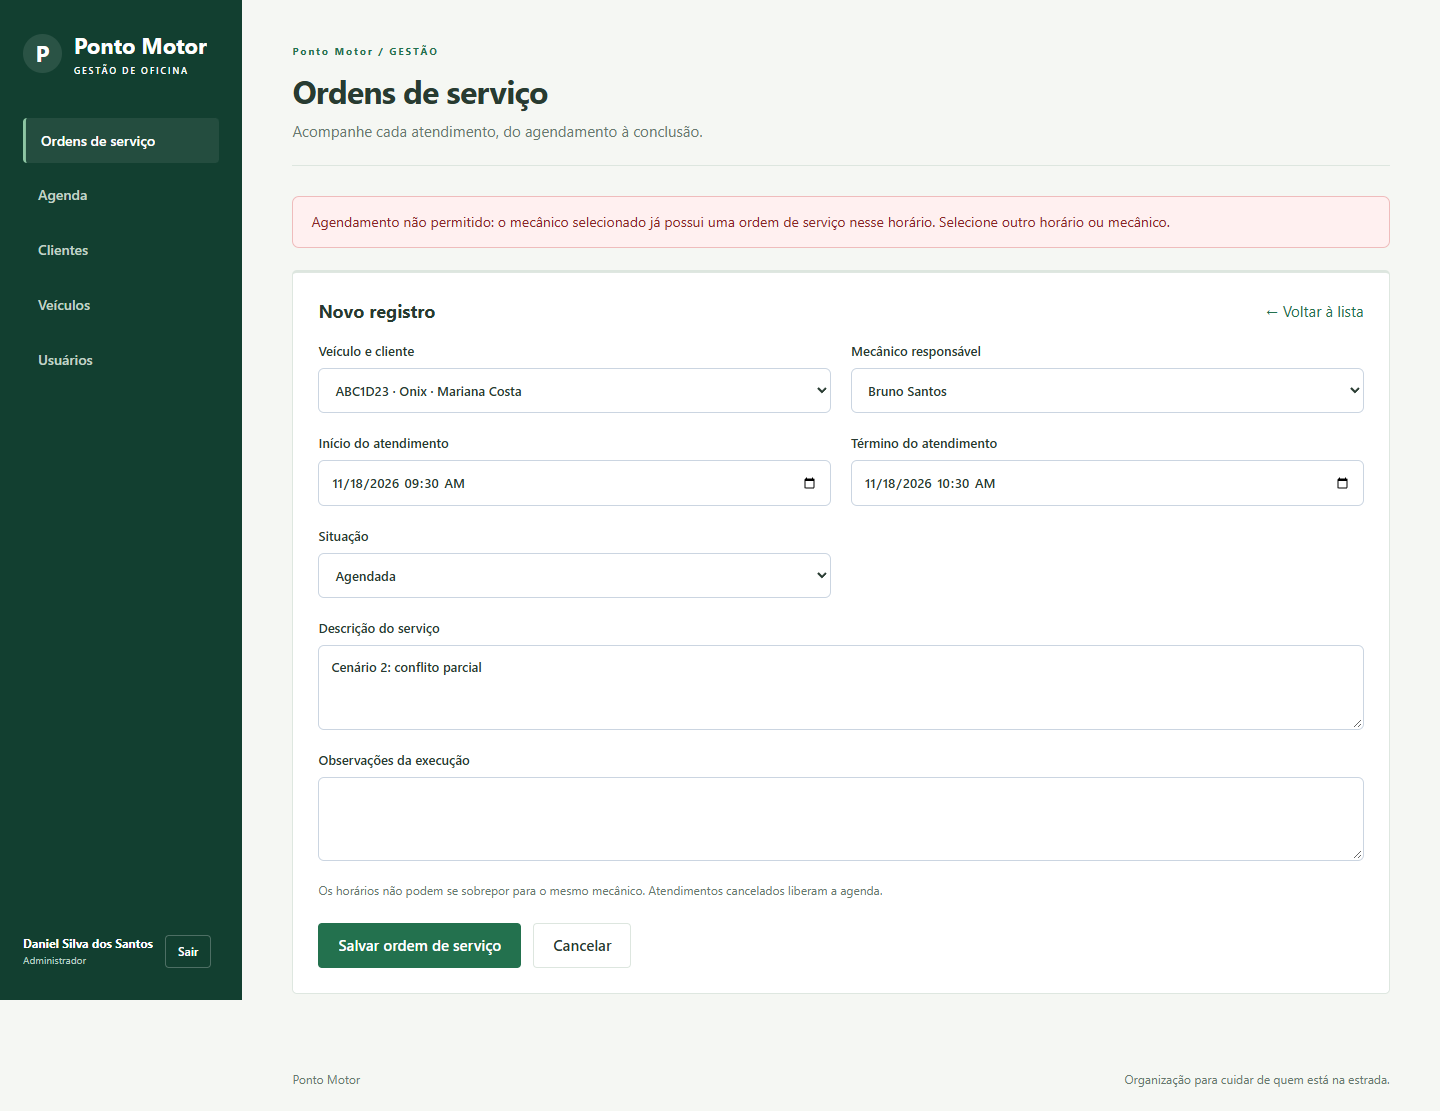 P
Ponto Motor
GESTÃO DE OFICINA
Ordens de serviço
Agenda
Clientes
Veículos
Usuários
Daniel Silva dos Santos
Administrador
Sair
Ponto Motor / GESTÃO
Ordens de serviço
Acompanhe cada atendimento, do agendamento à conclusão.
Agendamento não permitido: o mecânico selecionado já possui uma ordem de serviço nesse horário. Selecione outro horário ou mecânico.
Novo registro
← Voltar à lista
Veículo e cliente
ABC1D23 · Onix · Mariana Costa
Mecânico responsável
Bruno Santos
Início do atendimento
11/18/2026 09:30 AM
Término do atendimento
11/18/2026 10:30 AM
Situação
Agendada
Descrição do serviço
Cenário 2: conflito parcial
Observações da execução
Os horários não podem se sobrepor para o mesmo mecânico. Atendimentos cancelados liberam a agenda.
Salvar ordem de serviço
Cancelar
Ponto Motor
Organização para cuidar de quem está na estrada.